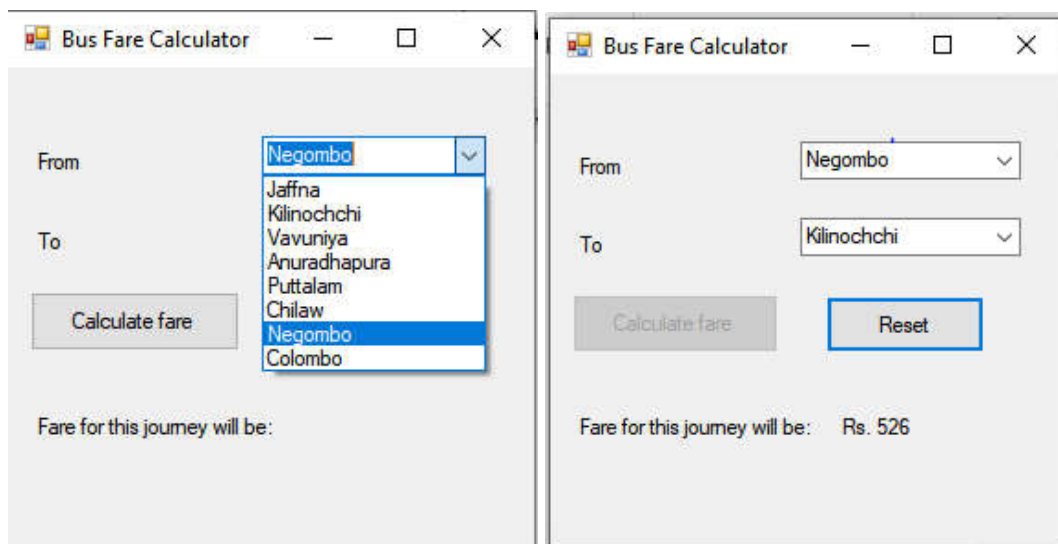 Bus Fare Calculator
From
Negombo
Jaffna
Kilinochchi
Vavuniya
Anuradhapura
Puttalam
Chilaw
Negombo
Colombo
To
Calculate fare
Fare for this journey will be:
Bus Fare Calculator
From
Negombo
To
Kilinochchi
Calculate fare
Reset
Fare for this journey will be: Rs. 526